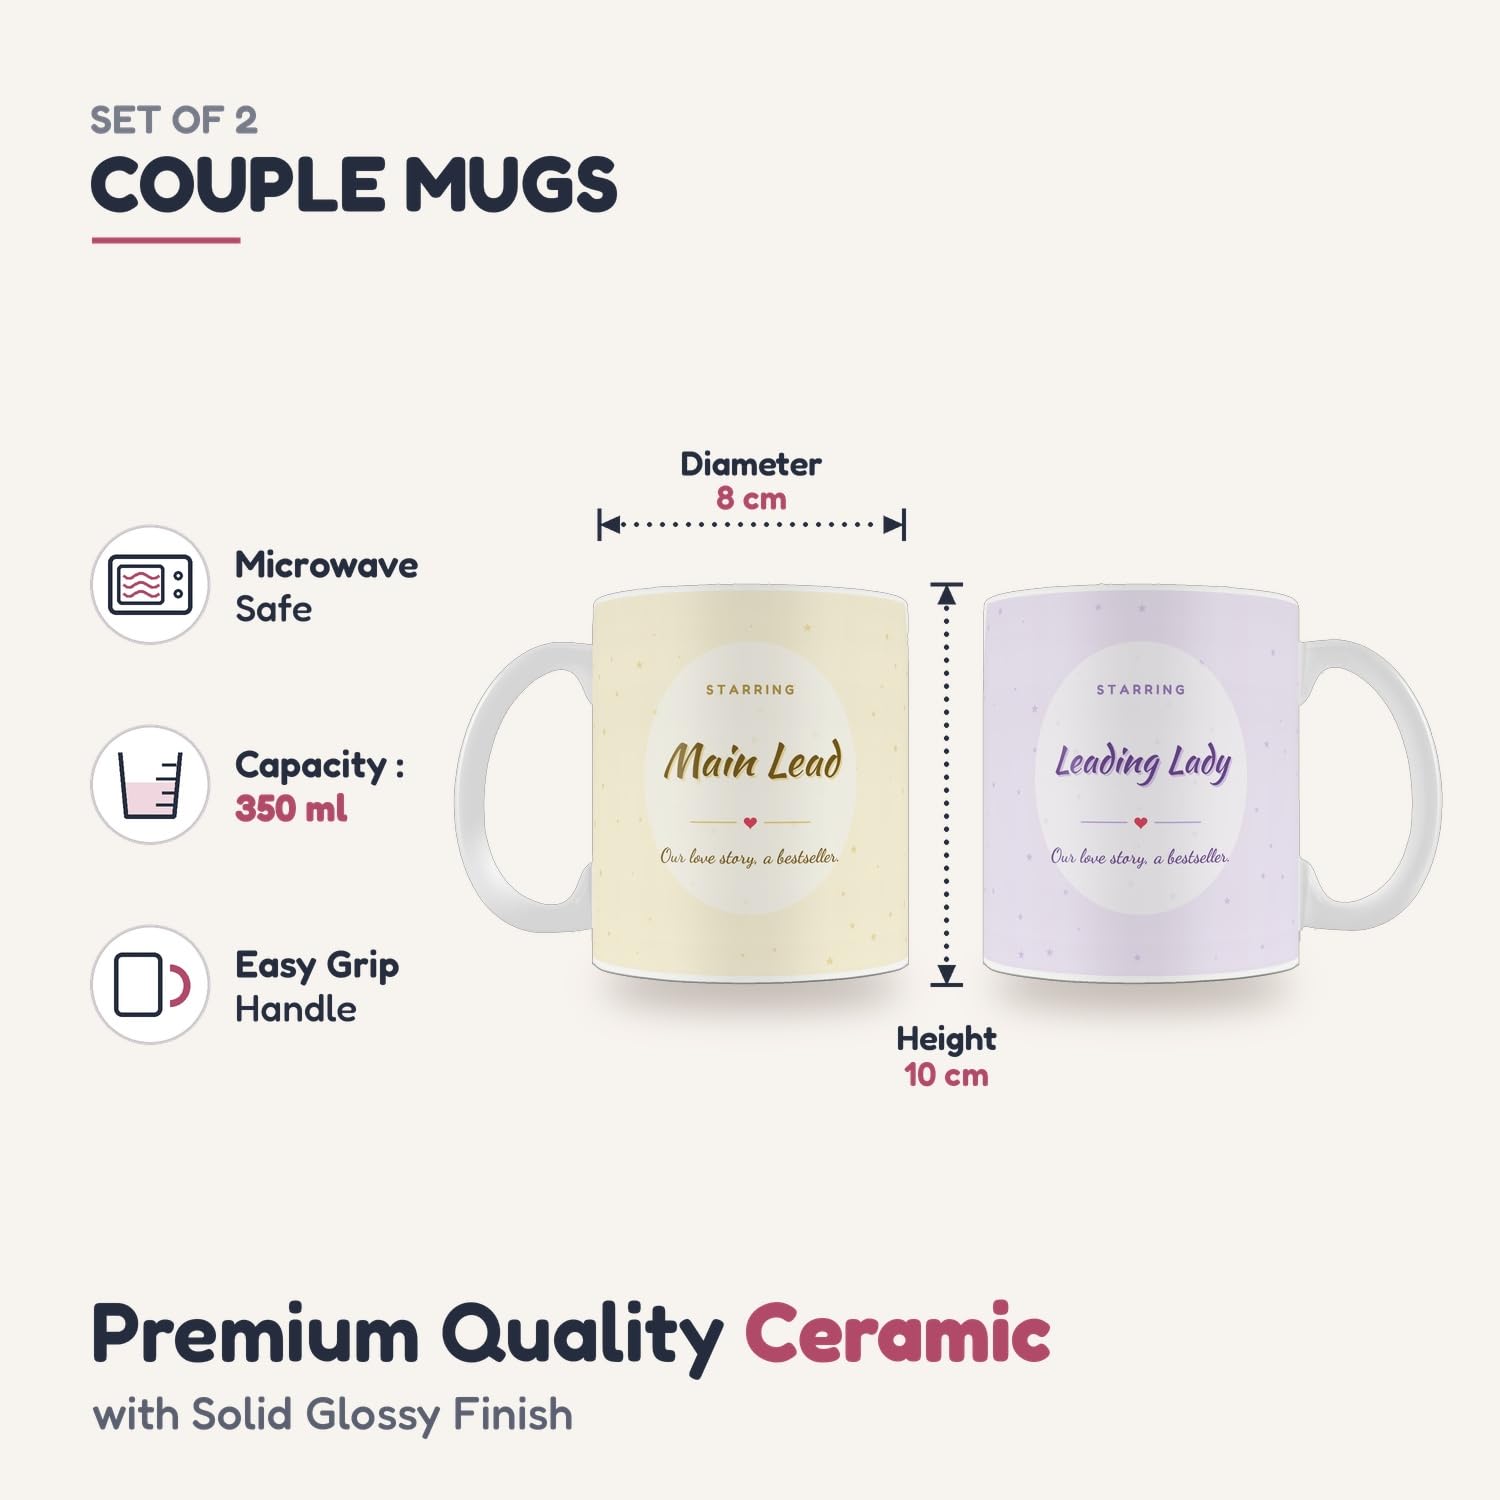 SET OF 2
COUPLE MUGS
Diameter
8 cm
Microwave
Safe
Capacity :
350 ml
Easy Grip
Handle
STARRING
Main Lead
Our love story, a bestseller.
STARRING
Leading Lady
Our love story, a bestseller.
Height
10 cm
Premium Quality Ceramic
with Solid Glossy Finish